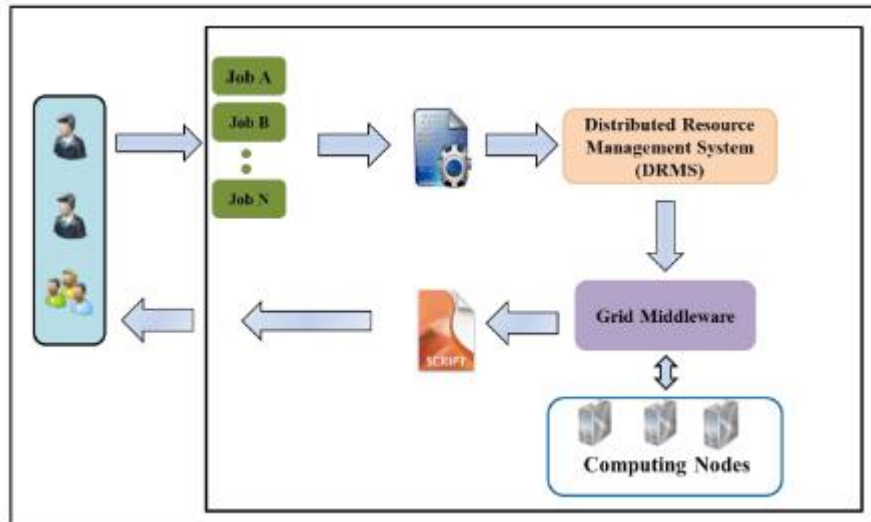 Job A
Job B
Job N
Distributed Resource
Management System
(DRMS)
Grid Middleware
SCRIPT
Computing Nodes